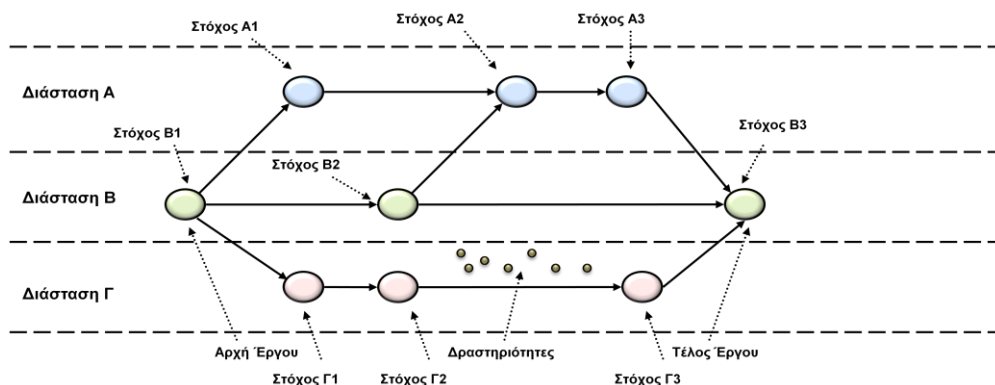 Στόχος Α1
Στόχος Α2
Στόχος Α3
Διάσταση Α
Στόχος Β1
Στόχος Β3
Στόχος Β2
Διάσταση Β
Διάσταση Γ
Αρχή Έργου
Δραστηριότητες
Τέλος Έργου
Στόχος Γ1
Στόχος Γ2
Στόχος Γ3